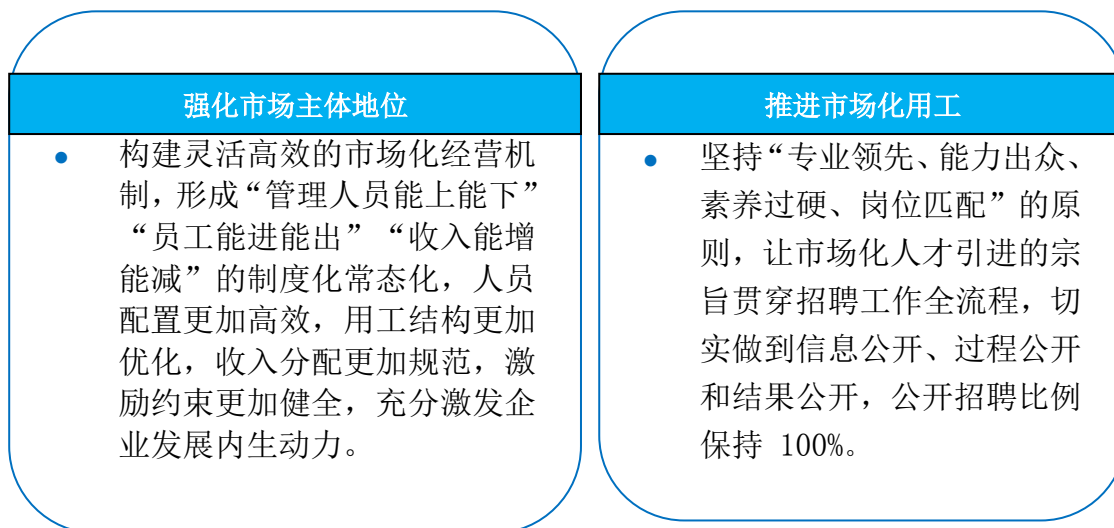 强化市场主体地位
● 构建灵活高效的市场化经营机
制，形成“管理人员能上能下”
“员工能进能出”“收入能增
能减”的制度化常态化，人员
配置更加高效，用工结构更加
优化，收入分配更加规范，激
励约束更加健全，充分激发企
业发展内生动力。
推进市场化用工
● 坚持“专业领先、能力出众、
素养过硬、岗位匹配”的原
则，让市场化人才引进的宗
旨贯穿招聘工作全流程，切
实做到信息公开、过程公开
和结果公开，公开招聘比例
保持 100%。